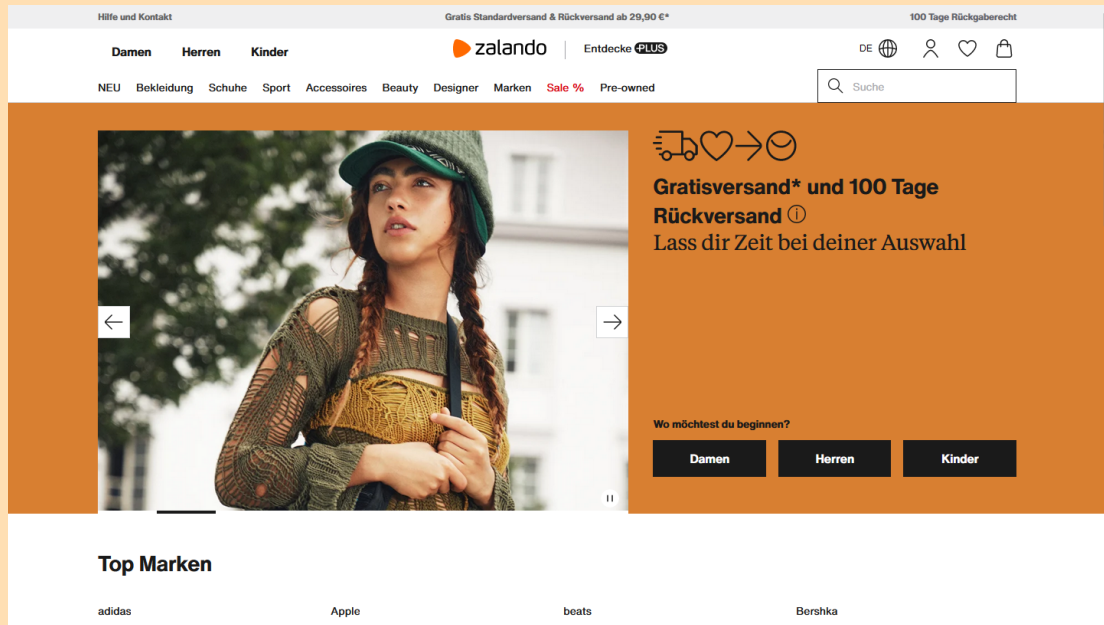 Hilfe und Kontakt
Gratis Standardversand & Rückversand ab 29,90 €*
100 Tage Rückgaberecht
Damen Herren Kinder
zalando
Entdecke PLUS
DE
NEU Bekleidung Schuhe Sport Accessoires Beauty Designer Marken Sale % Pre-owned
Suche
Gratisversand* und 100 Tage
Rückversand
Lass dir Zeit bei deiner Auswahl
Wo möchtest du beginnen?
Damen Herren Kinder
Top Marken
adidas Apple beats Bershka